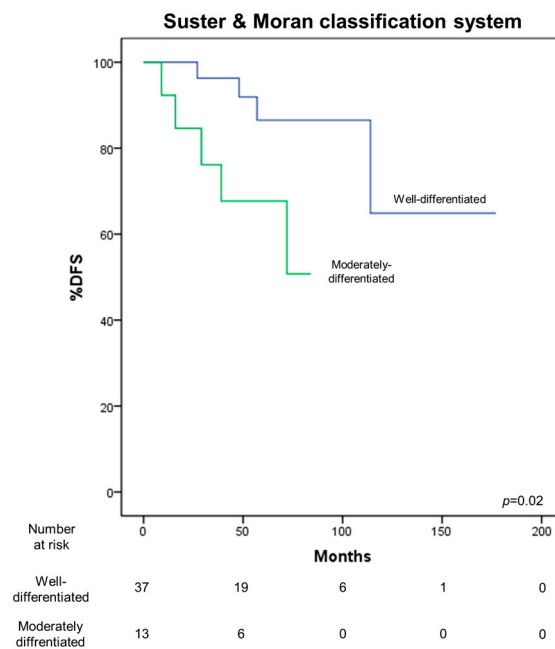 Suster & Moran classification system
100
80
60
40
20
0
%DFS
Well-differentiated
Moderately-
differentiated
p=0.02
0 50 100 150 200
Months
Number
at risk
Well-
differentiated
37 19 6 1 0
Moderately
diffrentiated
13 6 0 0 0